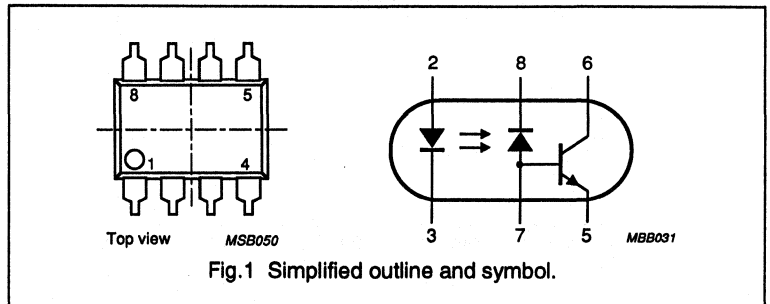 2 8 6
8 5
1 4
3 7 5
Top view MSB050 MBB031
Fig.1 Simplified outline and symbol.